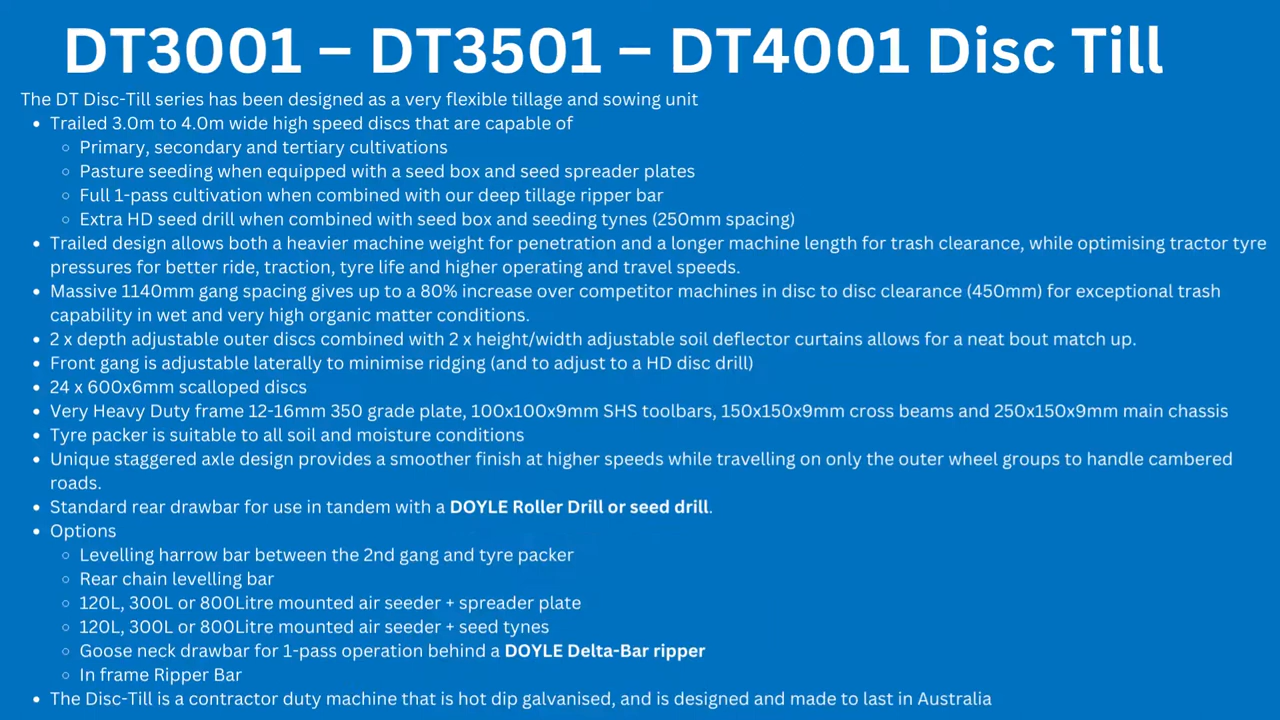 DT3001 – DT3501 – DT4001 Disc Till
The DT Disc-Till series has been designed as a very flexible tillage and sowing unit
• Trailed 3.0m to 4.0m wide high speed discs that are capable of
◦ Primary, secondary and tertiary cultivations
◦ Pasture seeding when equipped with a seed box and seed spreader plates
◦ Full 1-pass cultivation when combined with our deep tillage ripper bar
◦ Extra HD seed drill when combined with seed box and seeding tynes (250mm spacing)
• Trailed design allows both a heavier machine weight for penetration and a longer machine length for trash clearance, while optimising tractor tyre
pressures for better ride, traction, tyre life and higher operating and travel speeds.
• Massive 1140mm gang spacing gives up to a 80% increase over competitor machines in disc to disc clearance (450mm) for exceptional trash
capability in wet and very high organic matter conditions.
• 2 x depth adjustable outer discs combined with 2 x height/width adjustable soil deflector curtains allows for a neat bout match up.
• Front gang is adjustable laterally to minimise ridging (and to adjust to a HD disc drill)
• 24 x 600x6mm scalloped discs
• Very Heavy Duty frame 12-16mm 350 grade plate, 100x100x9mm SHS toolbars, 150x150x9mm cross beams and 250x150x9mm main chassis
• Tyre packer is suitable to all soil and moisture conditions
• Unique staggered axle design provides a smoother finish at higher speeds while travelling on only the outer wheel groups to handle cambered
roads.
• Standard rear drawbar for use in tandem with a DOYLE Roller Drill or seed drill.
• Options
◦ Levelling harrow bar between the 2nd gang and tyre packer
◦ Rear chain levelling bar
◦ 120L, 300L or 800Litre mounted air seeder + spreader plate
◦ 120L, 300L or 800Litre mounted air seeder + seed tynes
◦ Goose neck drawbar for 1-pass operation behind a DOYLE Delta-Bar ripper
◦ In frame Ripper Bar
• The Disc-Till is a contractor duty machine that is hot dip galvanised, and is designed and made to last in Australia